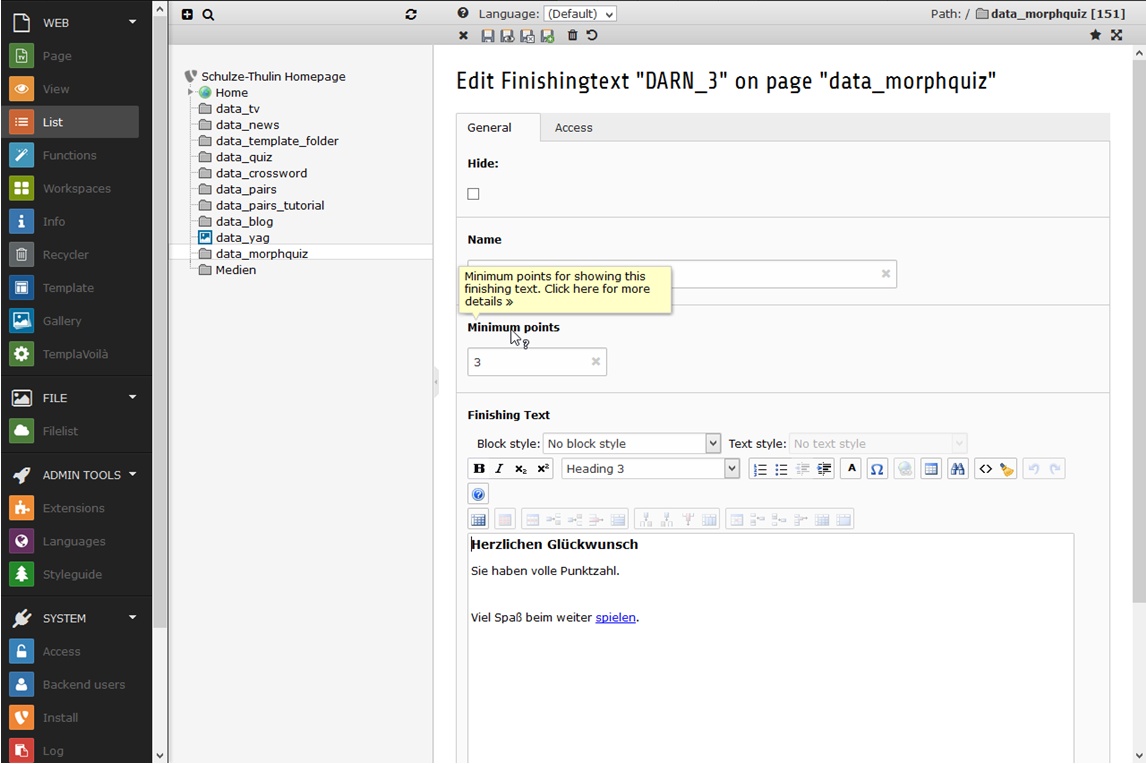 WEB
Page
View
List
Functions
Workspaces
Info
Recycler
Template
Gallery
TemplaVoilà
FILE
Filelist
ADMIN TOOLS
Extensions
Languages
Styleguide
SYSTEM
Access
Backend users
Install
Log
Schulze-Thulin Homepage
Home
data_tv
data_news
data_template_folder
data_quiz
data_crossword
data_pairs
data_pairs_tutorial
data_blog
data_yag
data_morphquiz
Medien
Language: (Default)
Path: / data_morphquiz [151]
Edit Finishingtext "DARN_3" on page "data_morphquiz"
General Access
Hide:
Name
Minimum points for showing this
finishing text. Click here for more
details »
Minimum points
3
Finishing Text
Block style: No block style Text style: No text style
B I x₂ x² Heading 3 A Ω
Herzlichen Glückwunsch
Sie haben volle Punktzahl.
Viel Spaß beim weiter spielen.